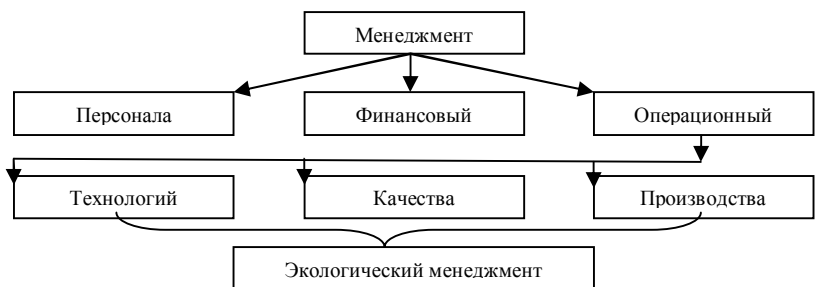 Менеджмент
Персонала
Финансовый
Операционный
Технологий
Качества
Производства
Экологический менеджмент